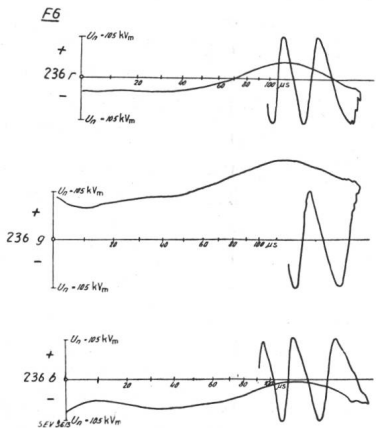 F6
+
Un = 105 kVm
236 r
20 40 60 80 100 µs
-
Un = 105 kVm
Un = 105 kVm
+
236 g
20 40 60 80 100 µs
-
Un = 105 kVm
Un = 105 kVm
+
236 b
20 40 60 80
-
SEV
Un = 105 kVm